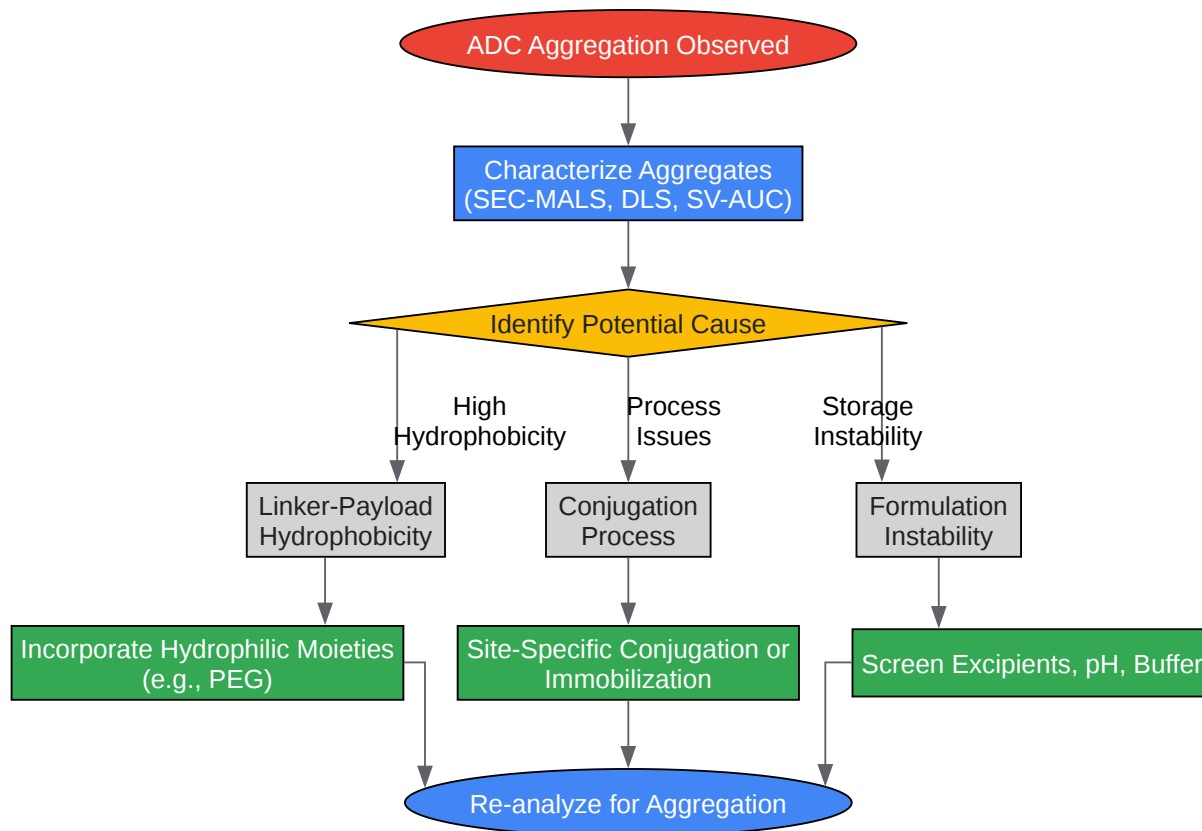 ADC Aggregation Observed
Characterize Aggregates
(SEC-MALS, DLS, SV-AUC)
Identify Potential Cause
High
Hydrophobicity
Process
Issues
Storage
Instability
Linker-Payload
Hydrophobicity
Conjugation
Process
Formulation
Instability
Incorporate Hydrophilic Moieties
(e.g., PEG)
Site-Specific Conjugation or
Immobilization
Screen Excipients, pH, Buffer
Re-analyze for Aggregation